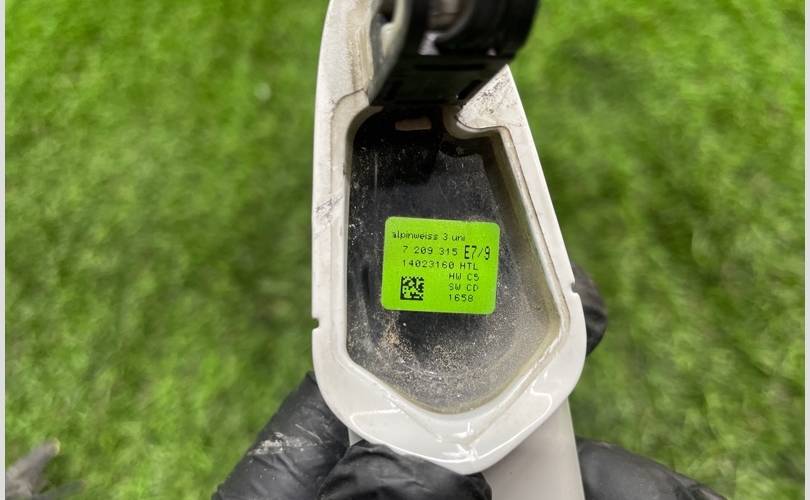 alpinweiss 3 uni
7 209 315 E7/9
14023160 HTL
HW C5
SW CD
1658